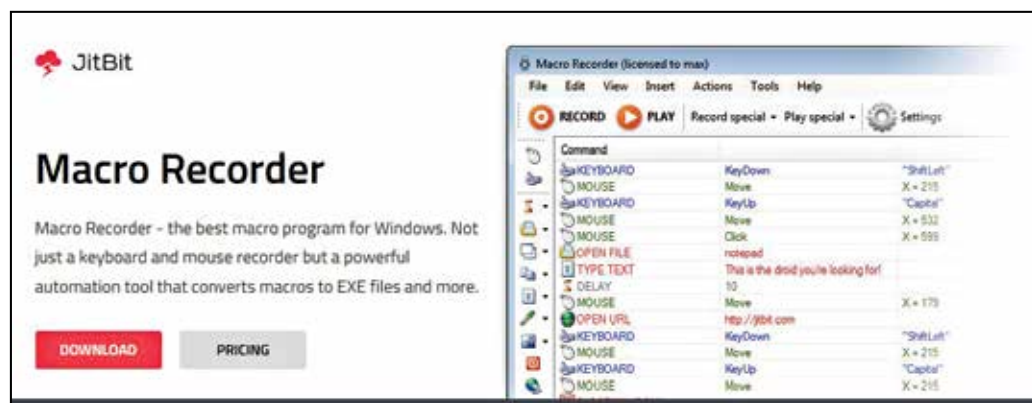 JitBit
Macro Recorder
Macro Recorder - the best macro program for Windows. Not
just a keyboard and mouse recorder but a powerful
automation tool that converts macros to EXE files and more.
DOWNLOAD PRICING
Macro Recorder (licensed to max)
File Edit View Insert Actions Tools Help
RECORD PLAY Record special Play special Settings
Command
KEYBOARD KeyDown "ShiftLeft"
MOUSE Move X = 215
KEYBOARD KeyUp "Capital"
MOUSE Move X = 632
MOUSE Click X = 599
OPEN FILE notepad
TYPE TEXT This is the droid you're looking for!
DELAY 10
MOUSE Move X = 179
OPEN URL http://jitbit.com
KEYBOARD KeyDown "ShiftLeft"
MOUSE Move X = 215
KEYBOARD KeyUp "Capital"
MOUSE Move X = 215